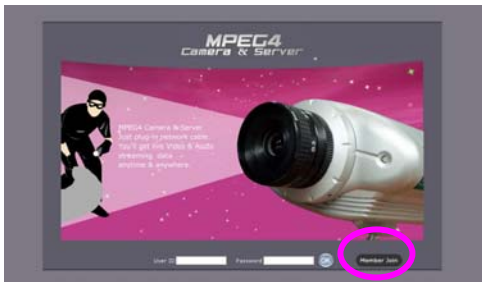 MPEG4
Camera & Server
MPEG4 Camera & Server
Just plug-in network cable.
You'll get live Video & Audio
streaming data
anytime & anywhere.
User ID
Password
OK
Member Join